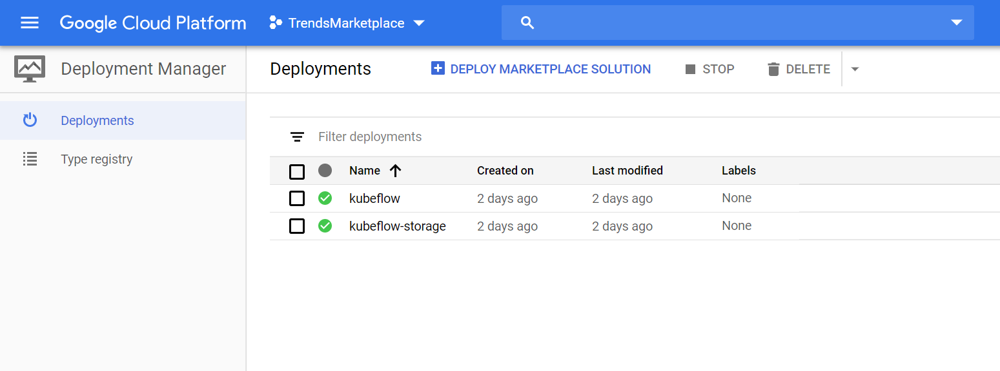 Google Cloud Platform TrendsMarketplace
Deployment Manager
Deployments DEPLOY MARKETPLACE SOLUTION STOP DELETE
Deployments
Type registry
Filter deployments
Name Created on Last modified Labels
kubeflow 2 days ago 2 days ago None
kubeflow-storage 2 days ago 2 days ago None